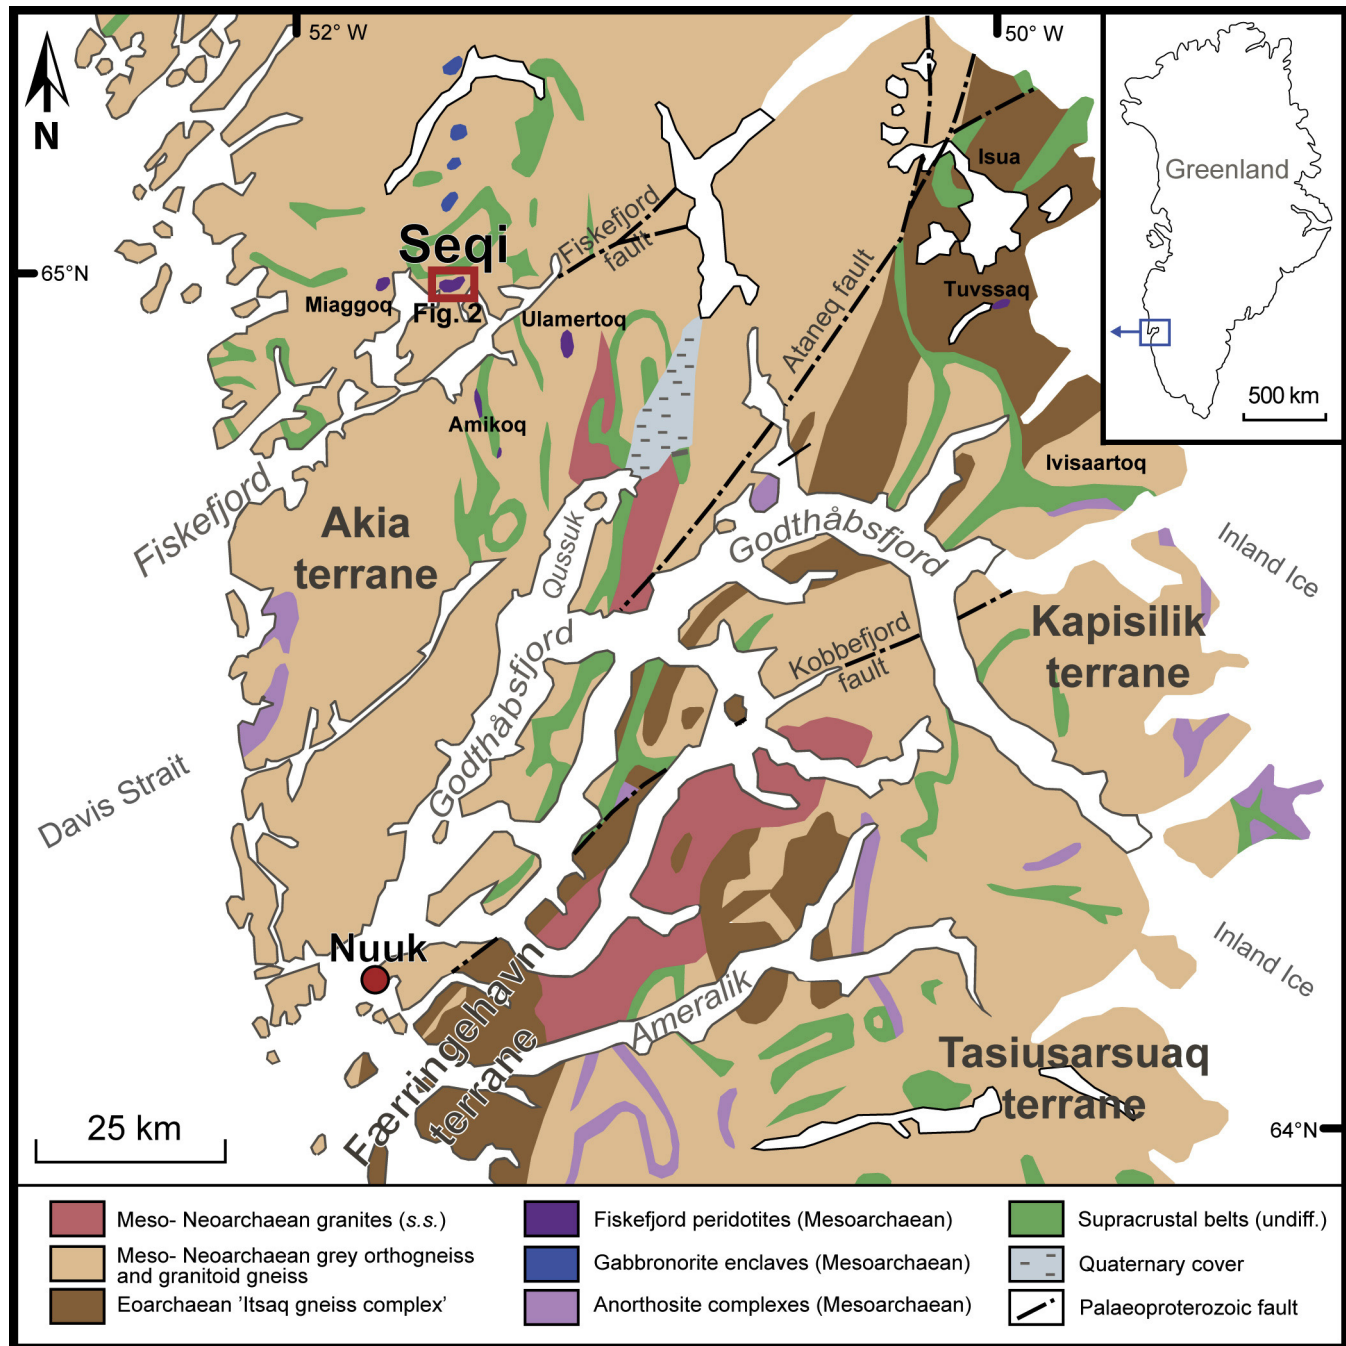 52° W
50° W
N
Greenland
500 km
Isua
Seqi
Fiskefjord
fault
65°N
Miaggoq
Fig. 2
Ulamertoq
Ataneq fault
Tuvssaq
Amikoq
Ivisaartoq
Fiskefjord
Akia
terrane
Qussuk
Godthåbsfjord
Inland Ice
Godthåbsfjord
Kobbefjord
fault
Kapisilik
terrane
Davis Strait
Nuuk
Inland Ice
Ameralik
Færringehavn
terrane
Tasiusarsuaq
terrane
25 km
64°N
Meso- Neoarchaean granites (s.s.)
Meso- Neoarchaean grey orthogneiss
and granitoid gneiss
Eoarchaean 'Itsaq gneiss complex'
Fiskefjord peridotites (Mesoarchaean)
Gabbronorite enclaves (Mesoarchaean)
Anorthosite complexes (Mesoarchaean)
Supracrustal belts (undiff.)
Quaternary cover
Palaeoproterozoic fault